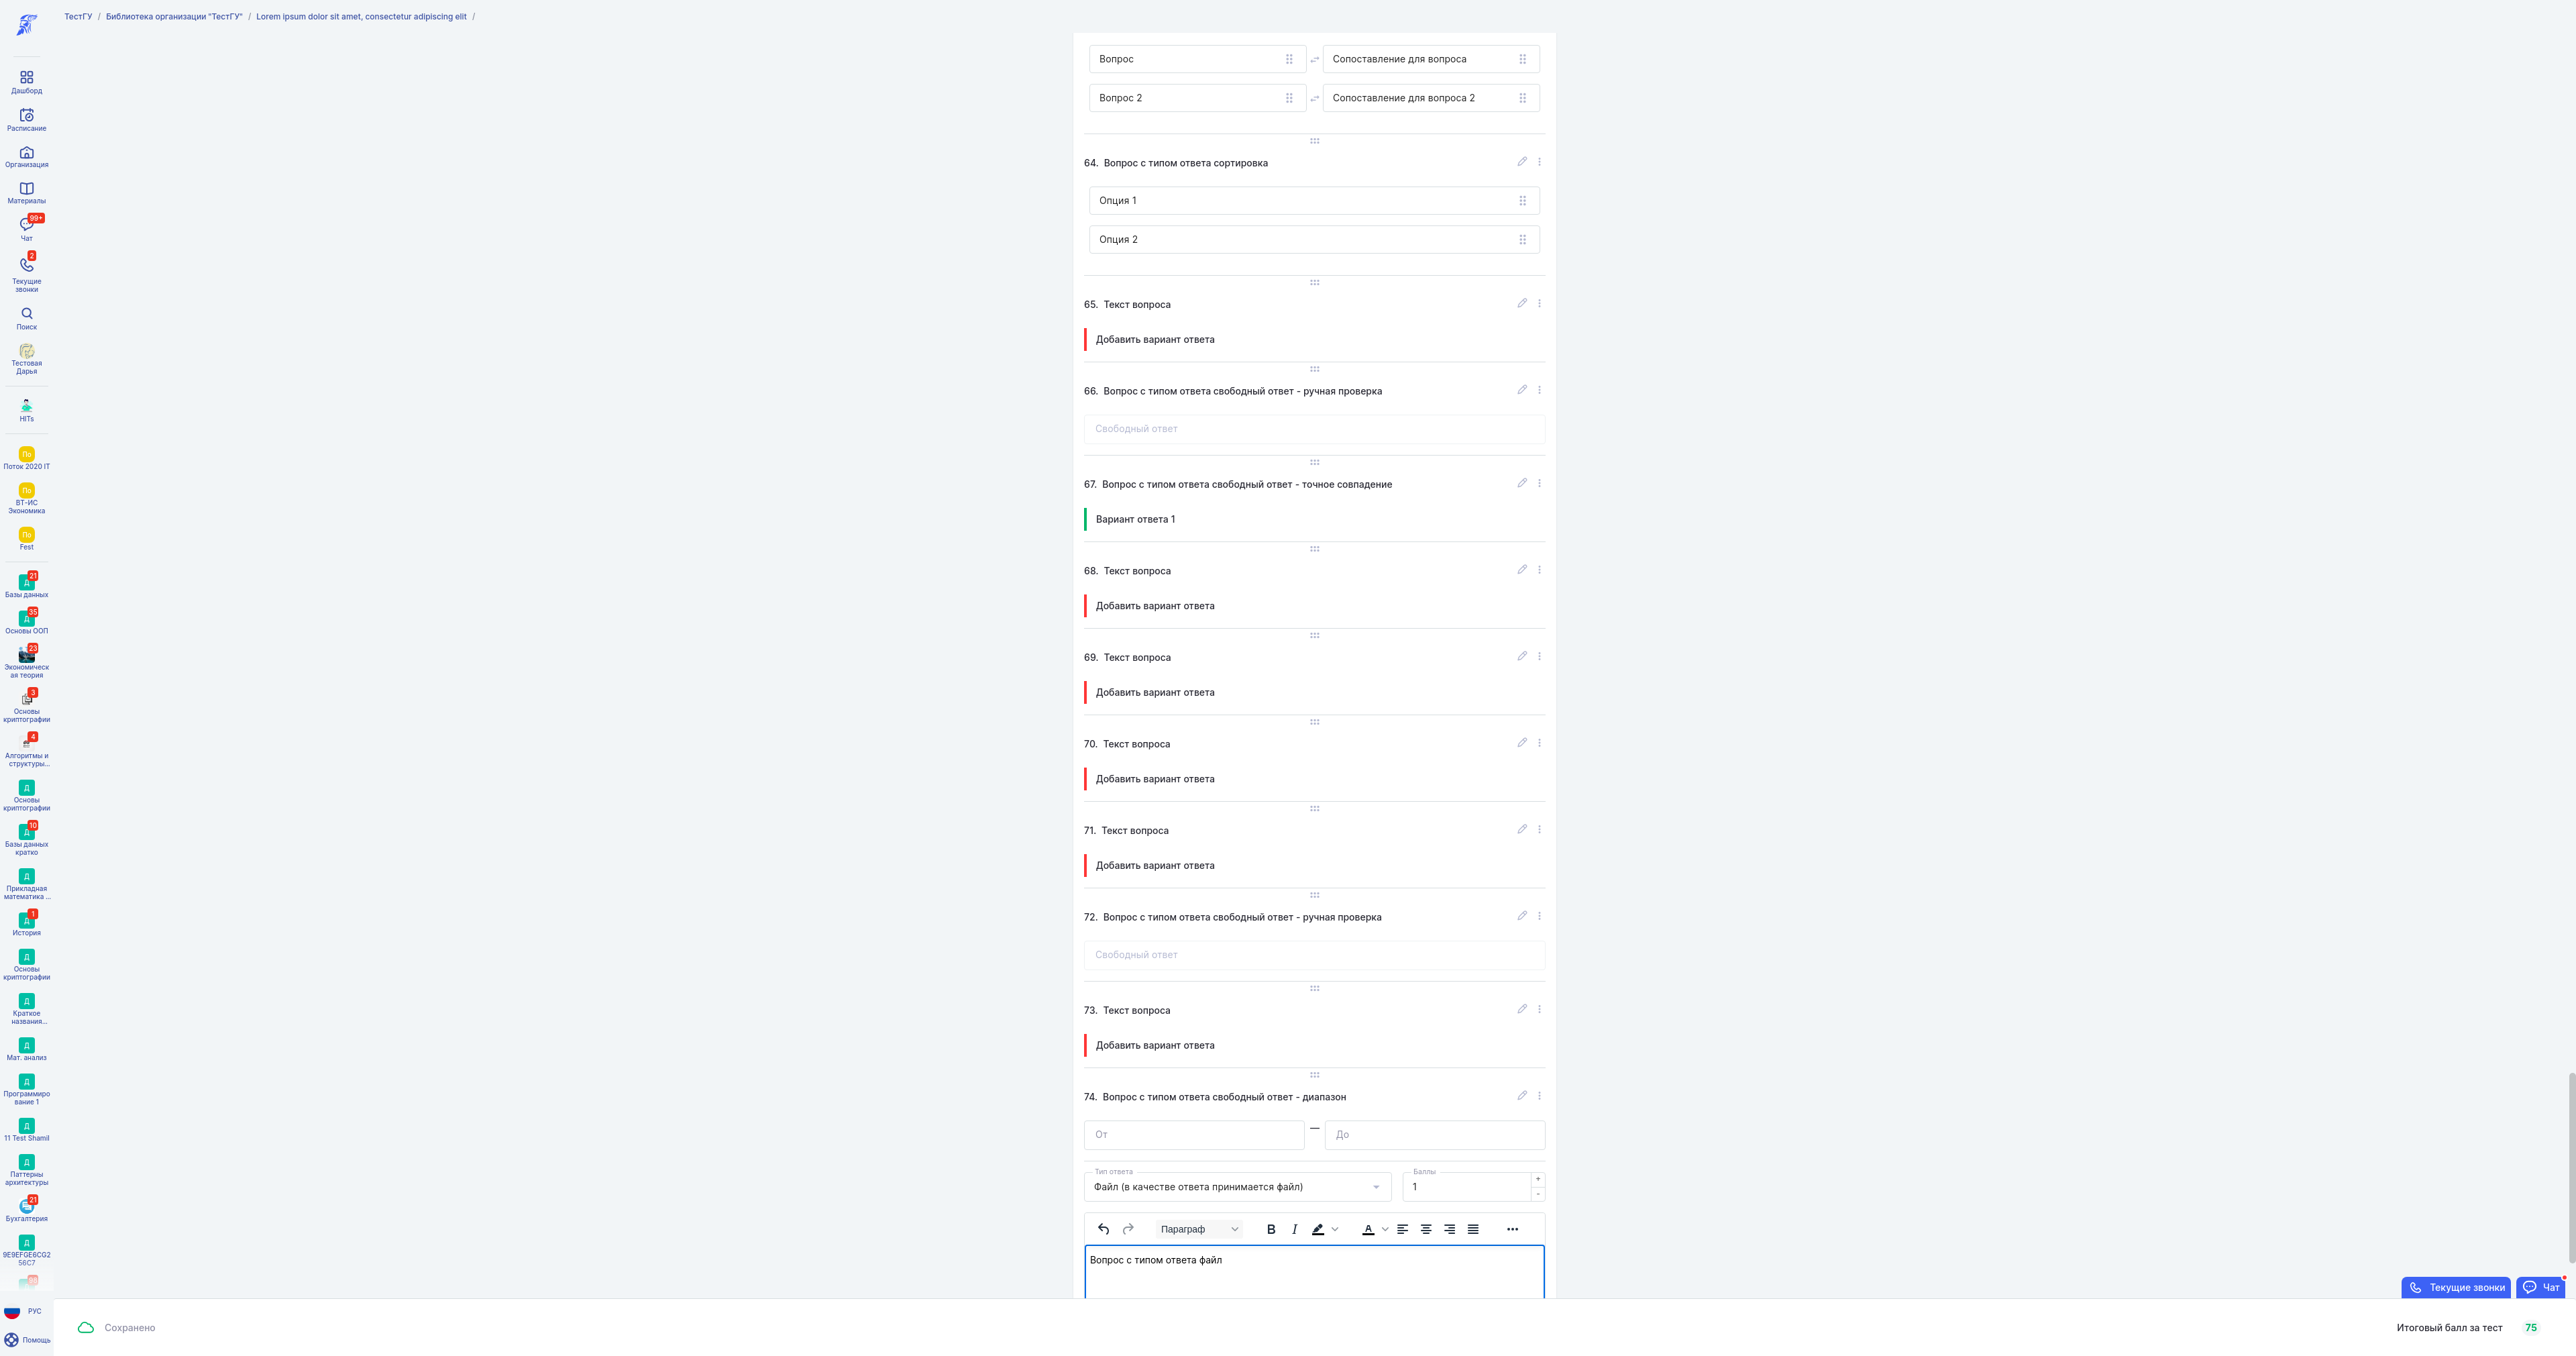 ТестГУ / Библиотека организации "ТестГУ" / Lorem ipsum dolor sit amet, consectetur adipiscing elit /
Дашборд
Расписание
Организация
Материалы
99+
Чат
2
Текущие
звонки
Поиск
Тестовая
Дарья
HITs
По
Поток 2020 IT
По
ВТ-ИС
Экономика
По
Fest
Д 21
Базы данных
Д 35
Основы ООП
23
Экономическ
ая теория
3
Основы
криптографии
4
Алгоритмы и
структуры...
Д
Основы
криптографии
Д 10
Базы данных
кратко
Д
Прикладная
математика ...
Д 1
История
Д
Основы
криптографии
Д
Краткое
названия...
Д
Мат. анализ
Д
Программиро
вание 1
Д
11 Test Shamil
Д
Паттерны
архитектуры
21
Бухгалтерия
Д
9E9EFGE6CG2
56C7
98
РУС
Помощь
Вопрос Сопоставление для вопроса
Вопрос 2 Сопоставление для вопроса 2
64. Вопрос с типом ответа сортировка
Опция 1
Опция 2
65. Текст вопроса
Добавить вариант ответа
66. Вопрос с типом ответа свободный ответ - ручная проверка
Свободный ответ
67. Вопрос с типом ответа свободный ответ - точное совпадение
Вариант ответа 1
68. Текст вопроса
Добавить вариант ответа
69. Текст вопроса
Добавить вариант ответа
70. Текст вопроса
Добавить вариант ответа
71. Текст вопроса
Добавить вариант ответа
72. Вопрос с типом ответа свободный ответ - ручная проверка
Свободный ответ
73. Текст вопроса
Добавить вариант ответа
74. Вопрос с типом ответа свободный ответ - диапазон
От — До
Тип ответа Баллы
Файл (в качестве ответа принимается файл) 1 + -
Параграф B I A ...
Вопрос с типом ответа файл
Текущие звонки Чат
Сохранено Итоговый балл за тест 75